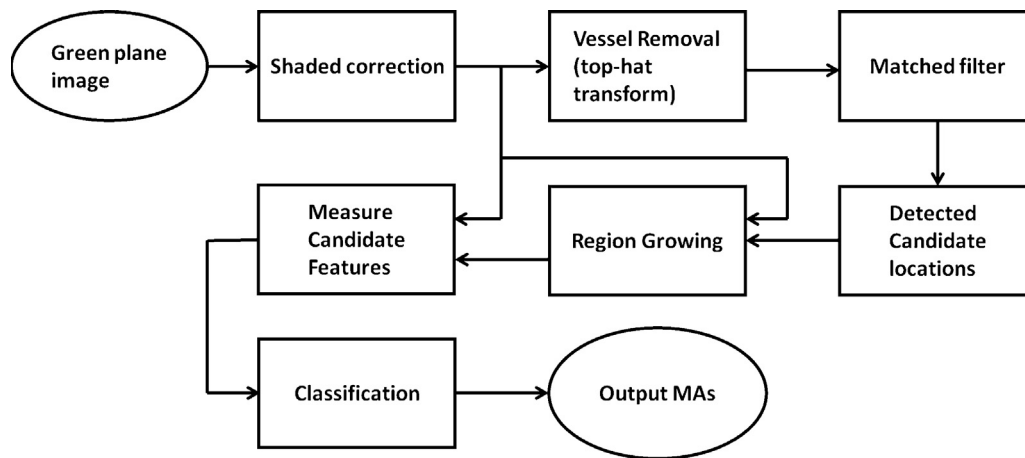 Green plane
image
Shaded correction
Vessel Removal
(top-hat
transform)
Matched filter
Measure
Candidate
Features
Region Growing
Detected
Candidate
locations
Classification
Output MAs